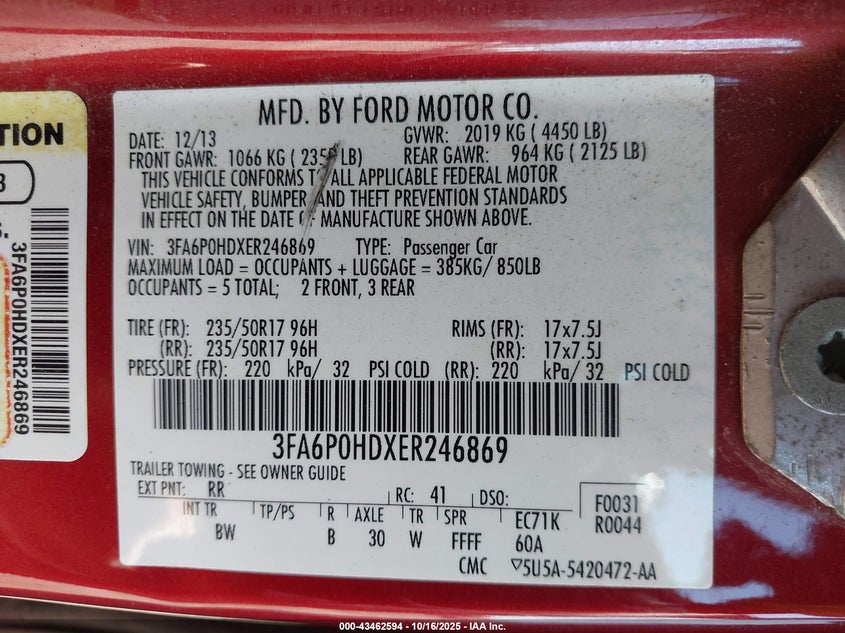 TION
3FA6P0HDXER246869
MFD. BY FORD MOTOR CO.
DATE: 12/13 GVWR: 2019 KG ( 4450 LB)
FRONT GAWR: 1066 KG ( 2350 LB) REAR GAWR: 964 KG ( 2125 LB)
THIS VEHICLE CONFORMS TO ALL APPLICABLE FEDERAL MOTOR
VEHICLE SAFETY, BUMPER, AND THEFT PREVENTION STANDARDS
IN EFFECT ON THE DATE OF MANUFACTURE SHOWN ABOVE.
VIN: 3FA6P0HDXER246869 TYPE: Passenger Car
MAXIMUM LOAD = OCCUPANTS + LUGGAGE = 385KG/ 850LB
OCCUPANTS = 5 TOTAL; 2 FRONT, 3 REAR
TIRE (FR): 235/50R17 96H RIMS (FR): 17x7.5J
(RR): 235/50R17 96H (RR): 17x7.5J
PRESSURE (FR): 220 kPa/ 32 PSI COLD (RR): 220 kPa/ 32 PSI COLD
3FA6P0HDXER246869
TRAILER TOWING - SEE OWNER GUIDE
EXT PNT: RR RC: 41 DSO: F0031
INT TR TP/PS R AXLE TR SPR EC71K R0044
BW B 30 W FFFF 60A
CMC ▽5U5A-5420472-AA
000-43462594 - 10/16/2025 - IAA Inc.